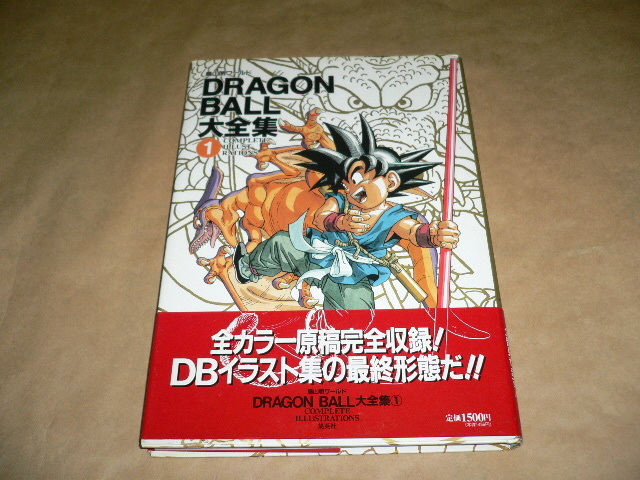 鳥山明ワールド
DRAGON
BALL
大全集
1
COMPLETE
ILLUST-
RATIONS
全カラー原稿完全収録!
DBイラスト集の最終形態だ!!
鳥山明ワールド
DRAGON BALL大全集①
COMPLETE
ILLUSTRATIONS
集英社
定価1500円